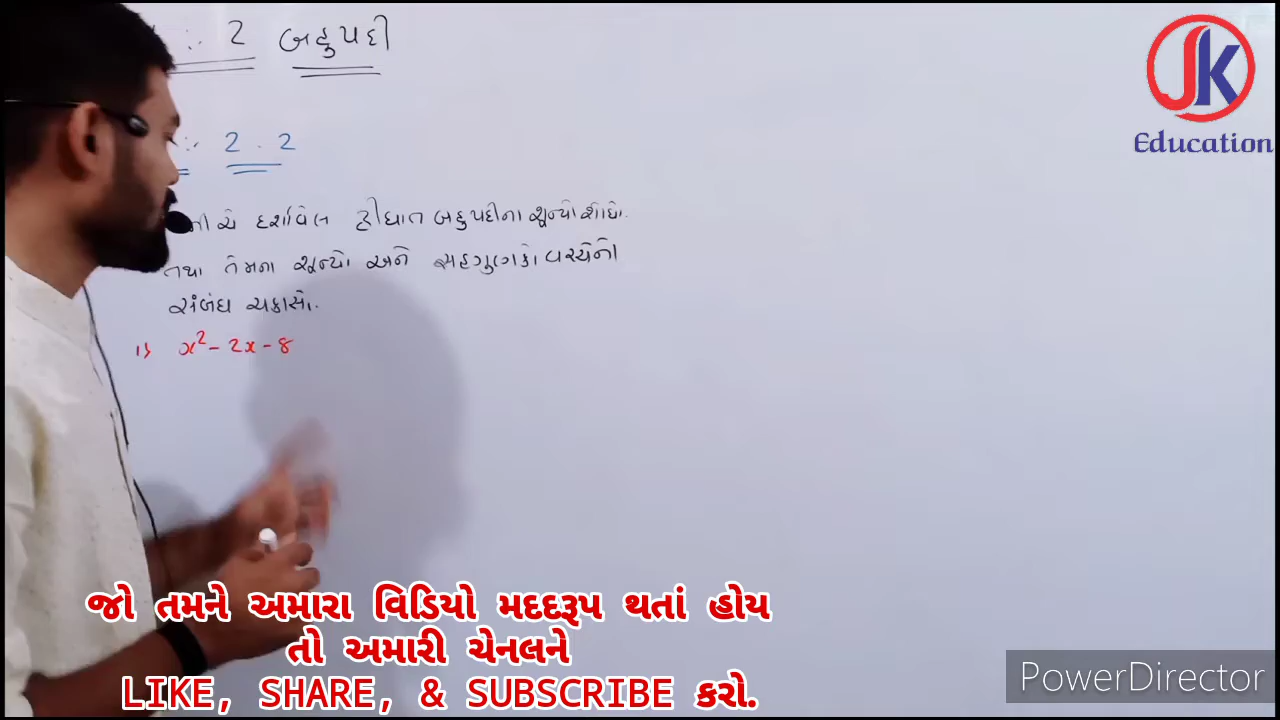 : 2 બહુપદી
: 2.2
નીચે દર્શાવેલ દ્વીઘાત બહુપદીના શૂન્યો શોધો.
તથા તેમના શૂન્યો અને સહગુણકો વચ્ચેનો
સંબંધ ચકાસો.
1) x² - 2x - 8
JK
Education
જો તમને અમારા વિડિયો મદદરૂપ થતાં હોય
તો અમારી ચેનલને
LIKE, SHARE, & SUBSCRIBE કરો.
PowerDirector